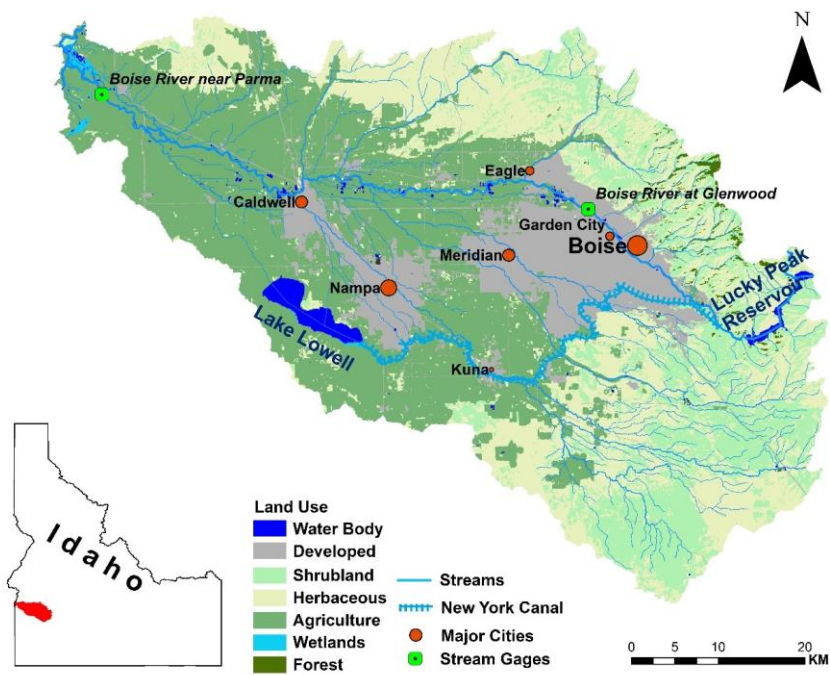 N
Boise River near Parma
Eagle
Boise River at Glenwood
Caldwell
Garden City
Boise
Meridian
Nampa
Lucky Peak
Reservoir
Lake Lowell
Kuna
Idaho
Land Use
Water Body
Developed
Shrubland
Herbaceous
Agriculture
Wetlands
Forest
Streams
New York Canal
Major Cities
Stream Gages
0 5 10 20
KM